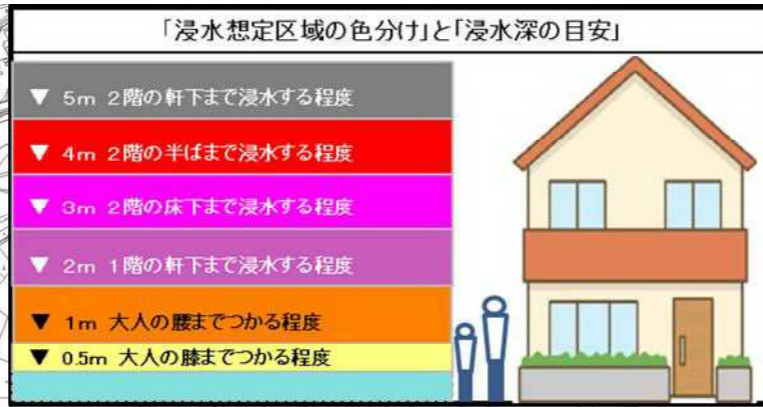 「浸水想定区域の色分け」と「浸水深の目安」
▼ 5m 2階の軒下まで浸水する程度
▼ 4m 2階の半ばまで浸水する程度
▼ 3m 2階の床下まで浸水する程度
▼ 2m 1階の軒下まで浸水する程度
▼ 1m 大人の腰までつかる程度
▼ 0.5m 大人の膝までつかる程度